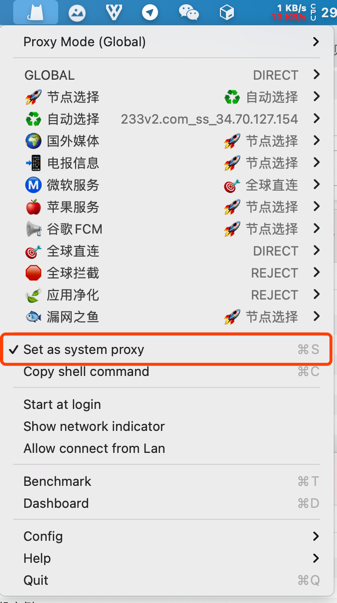 1 KB/s
29
Proxy Mode (Global)
GLOBAL DIRECT
节点选择 自动选择
自动选择 233v2.com_ss_34.70.127.154
国外媒体 节点选择
电报信息 节点选择
微软服务 全球直连
苹果服务 节点选择
谷歌FCM 节点选择
全球直连 DIRECT
全球拦截 REJECT
应用净化 REJECT
漏网之鱼 节点选择
Set as system proxy ⌘S
Copy shell command ⌘C
Start at login
Show network indicator
Allow connect from Lan
Benchmark ⌘T
Dashboard ⌘D
Config
Help
Quit ⌘Q